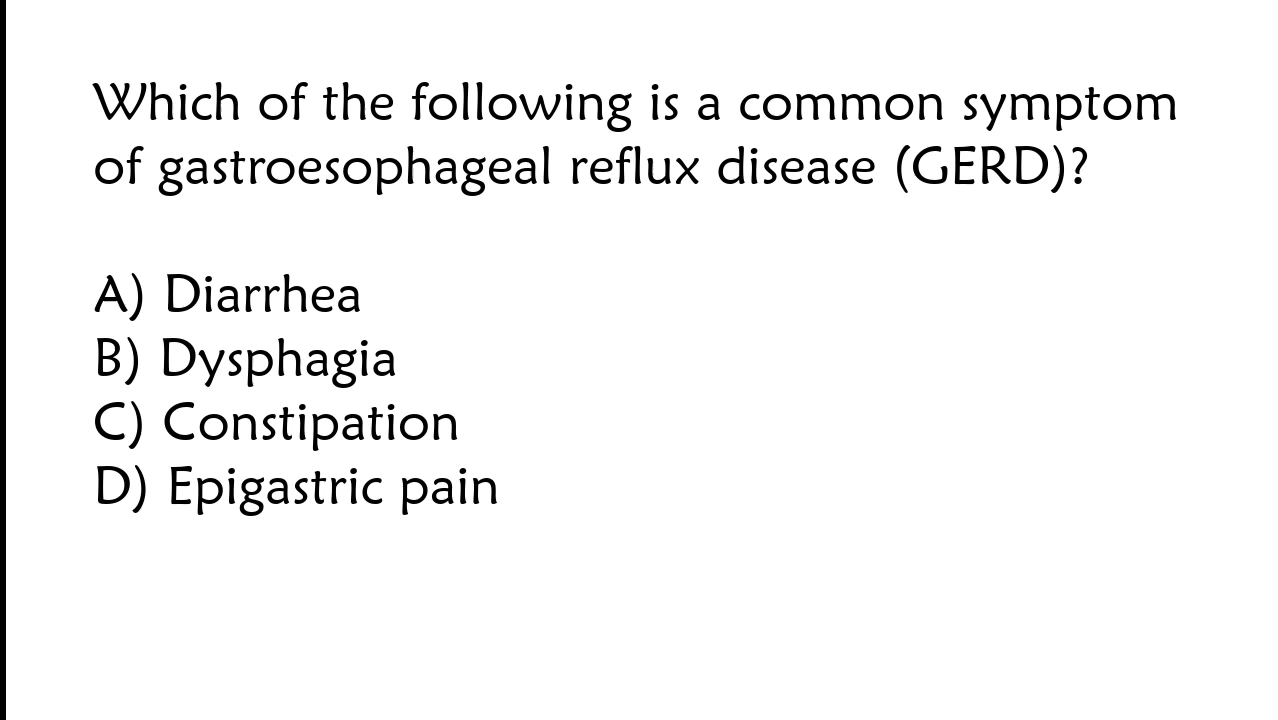 Which of the following is a common symptom
of gastroesophageal reflux disease (GERD)?
A) Diarrhea
B) Dysphagia
C) Constipation
D) Epigastric pain